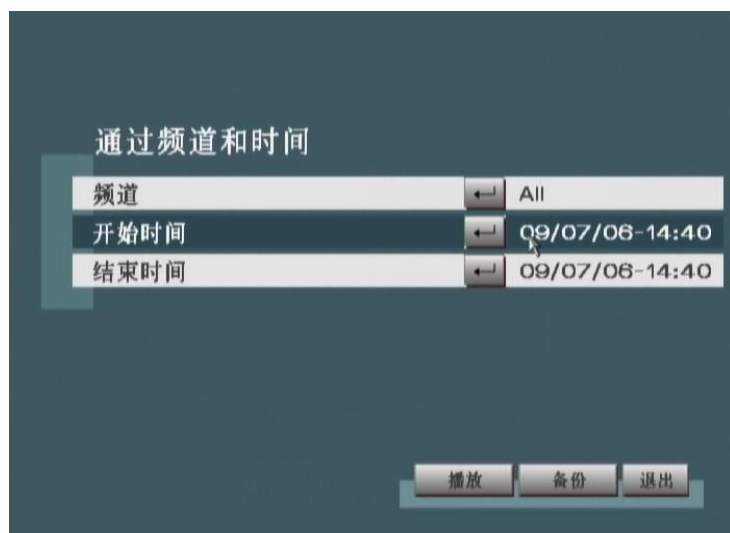 通过频道和时间
频道 All
开始时间 09/07/06-14:40
结束时间 09/07/06-14:40
播放 备份 退出